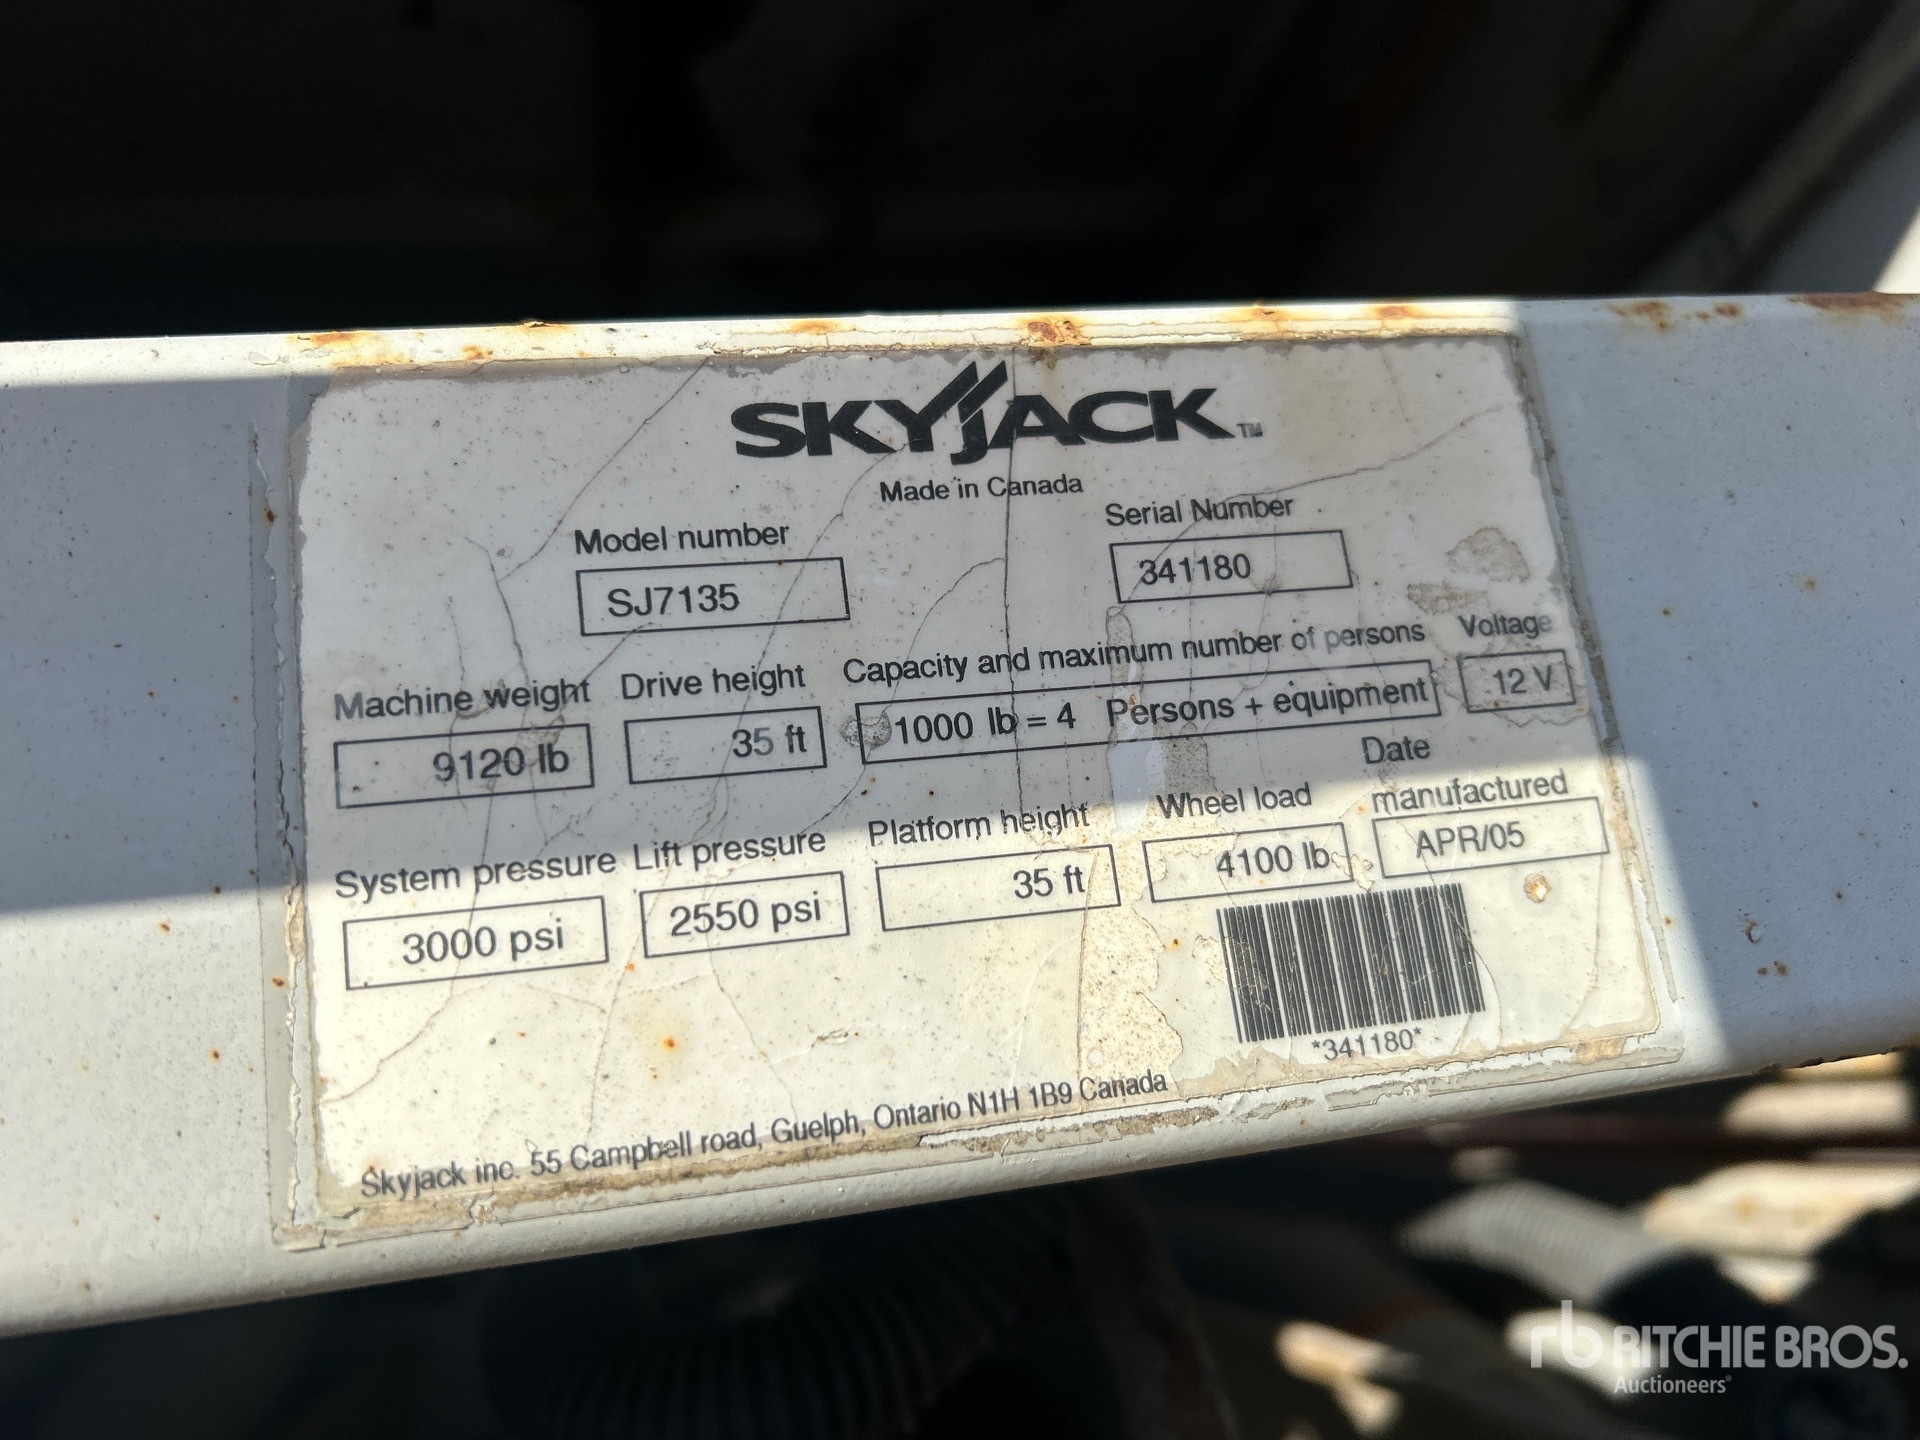 SKYJACK™
Made in Canada
Model number
SJ7135
Serial Number
341180
Machine weight
9120 lb
Drive height
35 ft
Capacity and maximum number of persons
1000 lb = 4 Persons + equipment
Voltage
12 V
System pressure
3000 psi
Lift pressure
2550 psi
Platform height
35 ft
Wheel load
4100 lb
Date
manufactured
APR/05
*341180*
Skyjack inc. 55 Campbell road, Guelph, Ontario N1H 1B9 Canada
rb RITCHIE BROS.
Auctioneers®